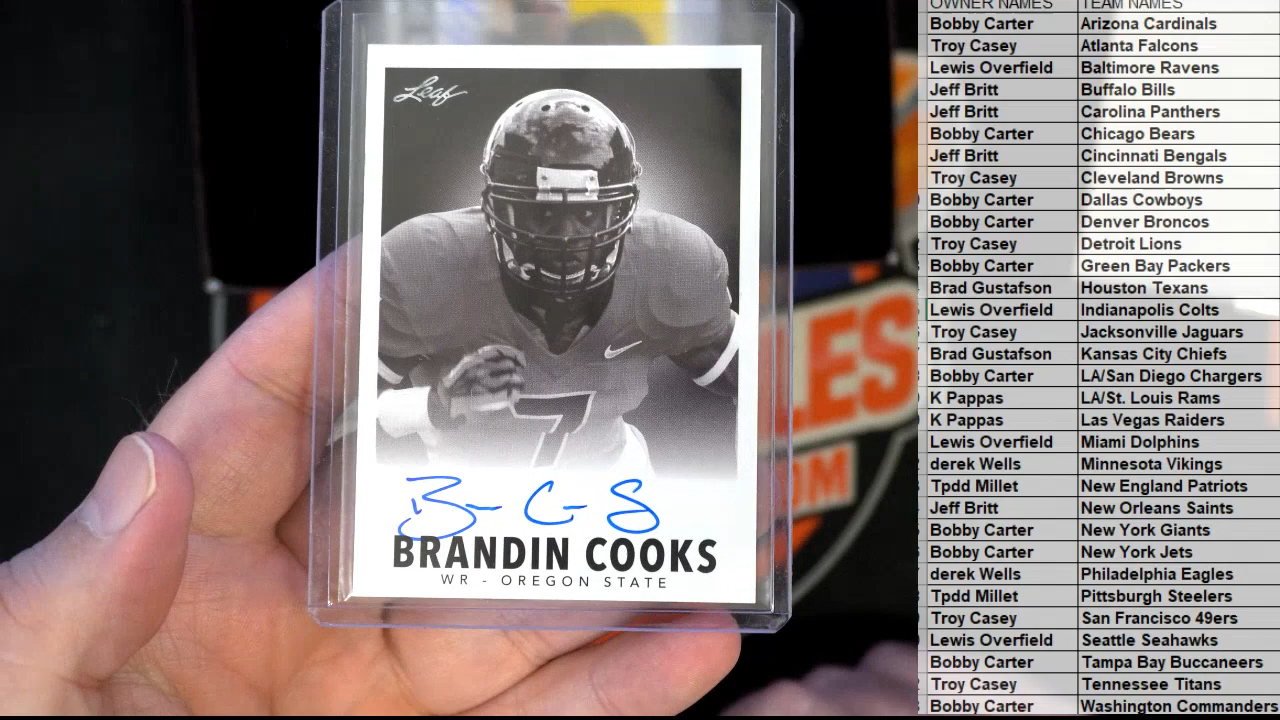 Leaf
7
BRANDIN COOKS
WR - OREGON STATE
LES
OM
OWNER NAMES TEAM NAMES
Bobby Carter Arizona Cardinals
Troy Casey Atlanta Falcons
Lewis Overfield Baltimore Ravens
Jeff Britt Buffalo Bills
Jeff Britt Carolina Panthers
Bobby Carter Chicago Bears
Jeff Britt Cincinnati Bengals
Troy Casey Cleveland Browns
Bobby Carter Dallas Cowboys
Bobby Carter Denver Broncos
Troy Casey Detroit Lions
Bobby Carter Green Bay Packers
Brad Gustafson Houston Texans
Lewis Overfield Indianapolis Colts
Troy Casey Jacksonville Jaguars
Brad Gustafson Kansas City Chiefs
Bobby Carter LA/San Diego Chargers
K Pappas LA/St. Louis Rams
K Pappas Las Vegas Raiders
Lewis Overfield Miami Dolphins
derek Wells Minnesota Vikings
Tpdd Millet New England Patriots
Jeff Britt New Orleans Saints
Bobby Carter New York Giants
Bobby Carter New York Jets
derek Wells Philadelphia Eagles
Tpdd Millet Pittsburgh Steelers
Troy Casey San Francisco 49ers
Lewis Overfield Seattle Seahawks
Bobby Carter Tampa Bay Buccaneers
Troy Casey Tennessee Titans
Bobby Carter Washington Commanders